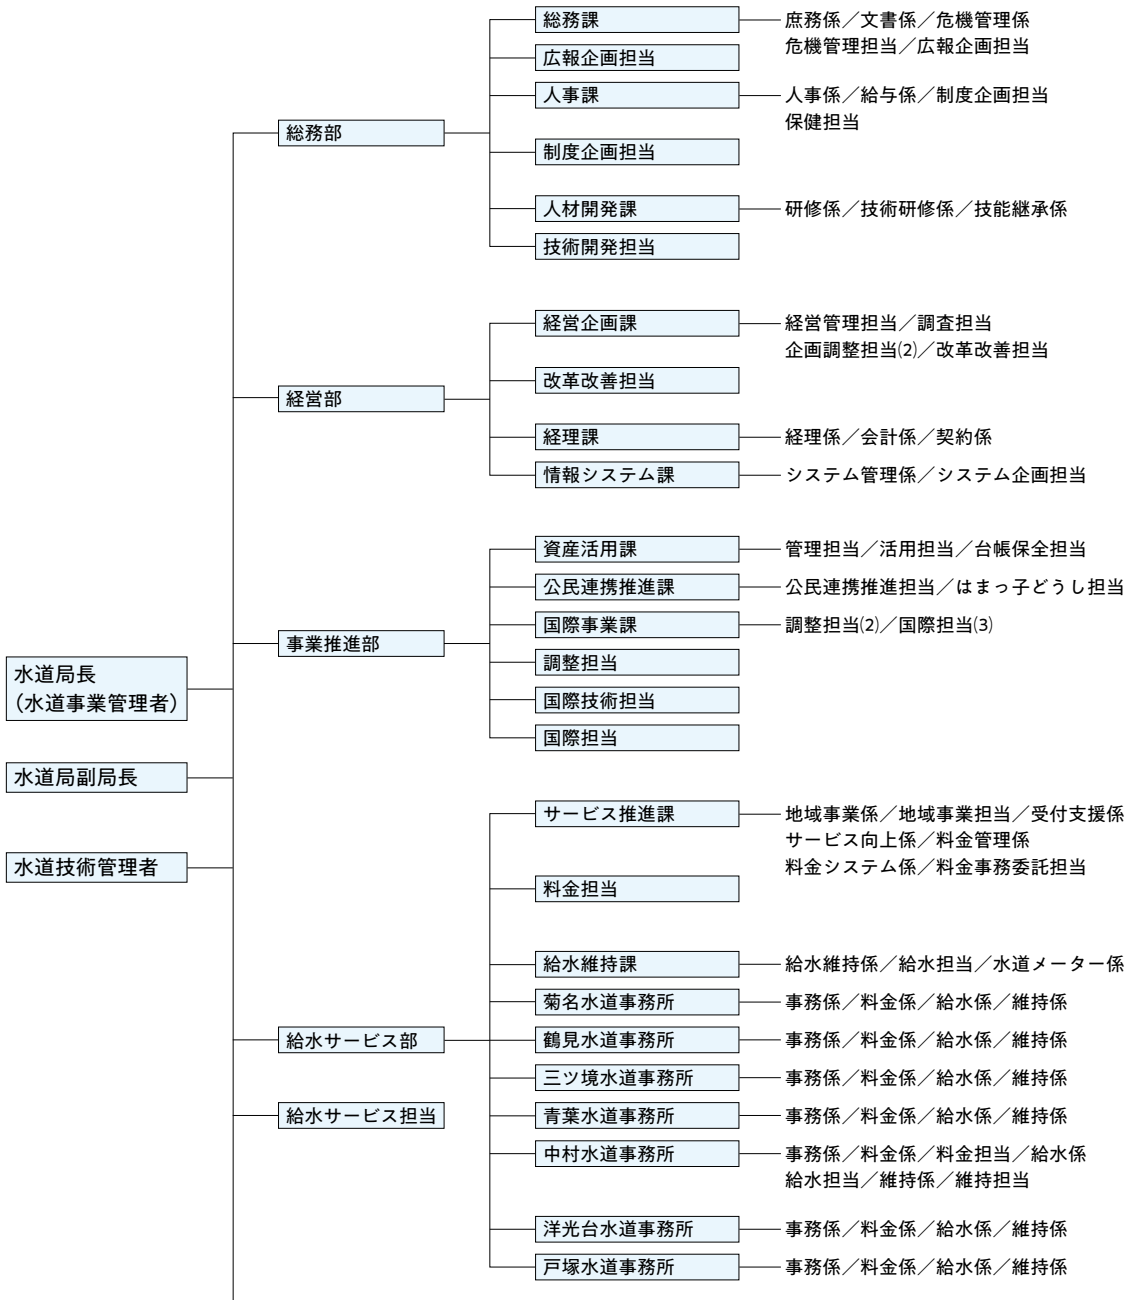 水道局長
（水道事業管理者）
水道局副局長
水道技術管理者
総務部
総務課
庶務係／文書係／危機管理係
危機管理担当／広報企画担当
広報企画担当
人事課
人事係／給与係／制度企画担当
保健担当
制度企画担当
人材開発課
研修係／技術研修係／技能継承係
技術開発担当
経営部
経営企画課
経営管理担当／調査担当
企画調整担当⑵／改革改善担当
改革改善担当
経理課
経理係／会計係／契約係
情報システム課
システム管理係／システム企画担当
事業推進部
資産活用課
管理担当／活用担当／台帳保全担当
公民連携推進課
公民連携推進担当／はまっ子どうし担当
国際事業課
調整担当⑵／国際担当⑶
調整担当
国際技術担当
国際担当
給水サービス部
サービス推進課
地域事業係／地域事業担当／受付支援係
サービス向上係／料金管理係
料金システム係／料金事務委託担当
料金担当
給水維持課
給水維持係／給水担当／水道メーター係
菊名水道事務所
事務係／料金係／給水係／維持係
鶴見水道事務所
事務係／料金係／給水係／維持係
三ツ境水道事務所
事務係／料金係／給水係／維持係
青葉水道事務所
事務係／料金係／給水係／維持係
中村水道事務所
事務係／料金係／料金担当／給水係
給水担当／維持係／維持担当
洋光台水道事務所
事務係／料金係／給水係／維持係
戸塚水道事務所
事務係／料金係／給水係／維持係
給水サービス担当